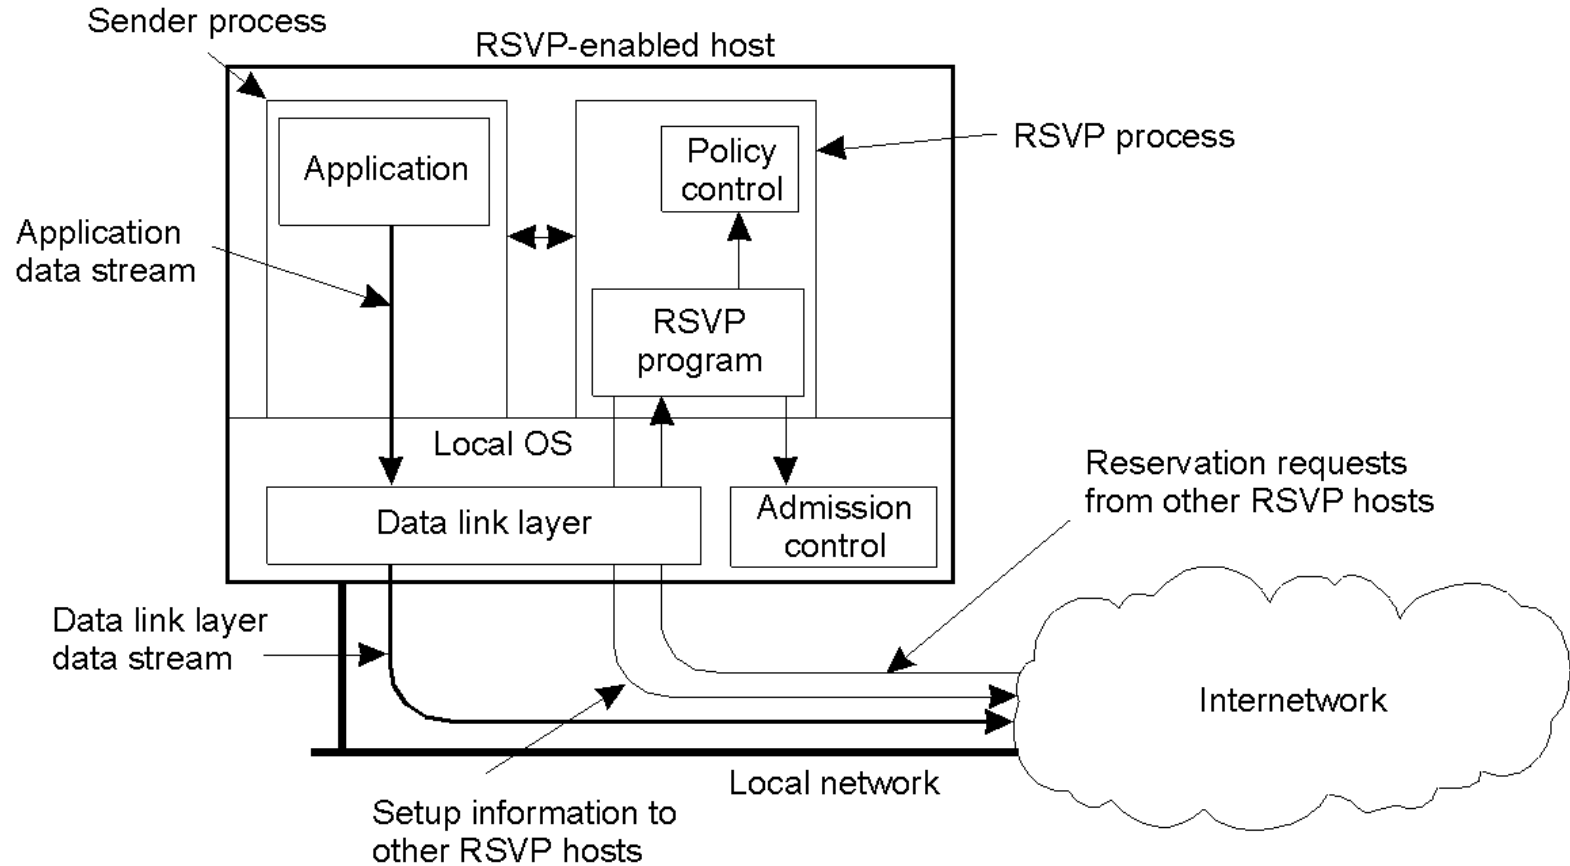 Sender process
RSVP-enabled host
RSVP process
Application
Policy
control
Application
data stream
RSVP
program
Local OS
Data link layer
Admission
control
Reservation requests
from other RSVP hosts
Data link layer
data stream
Internetwork
Local network
Setup information to
other RSVP hosts